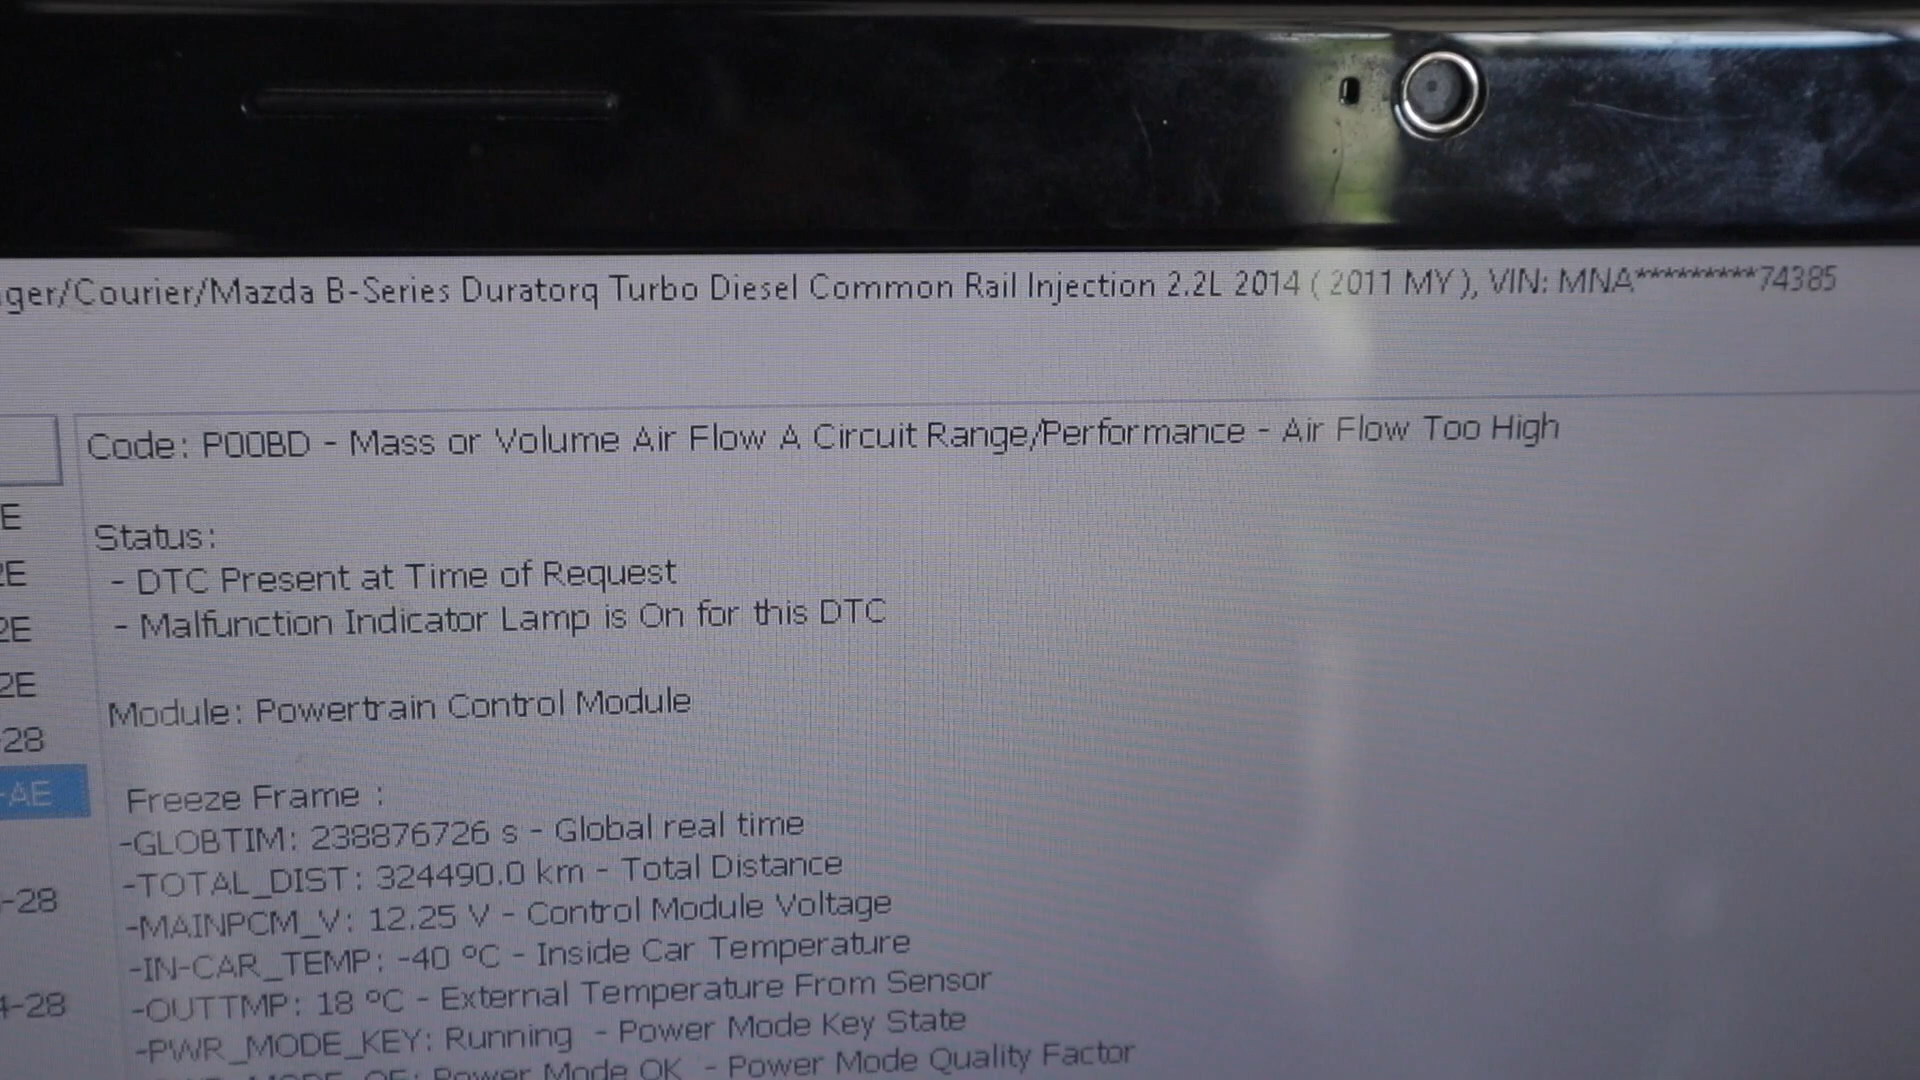 ger/Courier/Mazda B-Series Duratorq Turbo Diesel Common Rail Injection 2.2L 2014 ( 2011 MY ), VIN: MNA*********74385
Code: P00BD - Mass or Volume Air Flow A Circuit Range/Performance - Air Flow Too High
E
Status:
2E
- DTC Present at Time of Request
2E
- Malfunction Indicator Lamp is On for this DTC
2E
Module: Powertrain Control Module
-28
-AE
Freeze Frame :
-GLOBTIM: 238876726 s - Global real time
-TOTAL_DIST: 324490.0 km - Total Distance
-28
-MAINPCM_V: 12.25 V - Control Module Voltage
-IN-CAR_TEMP: -40 ºC - Inside Car Temperature
4-28
-OUTTMP: 18 ºC - External Temperature From Sensor
-PWR_MODE_KEY: Running - Power Mode Key State
Power Mode OK - Power Mode Quality Factor